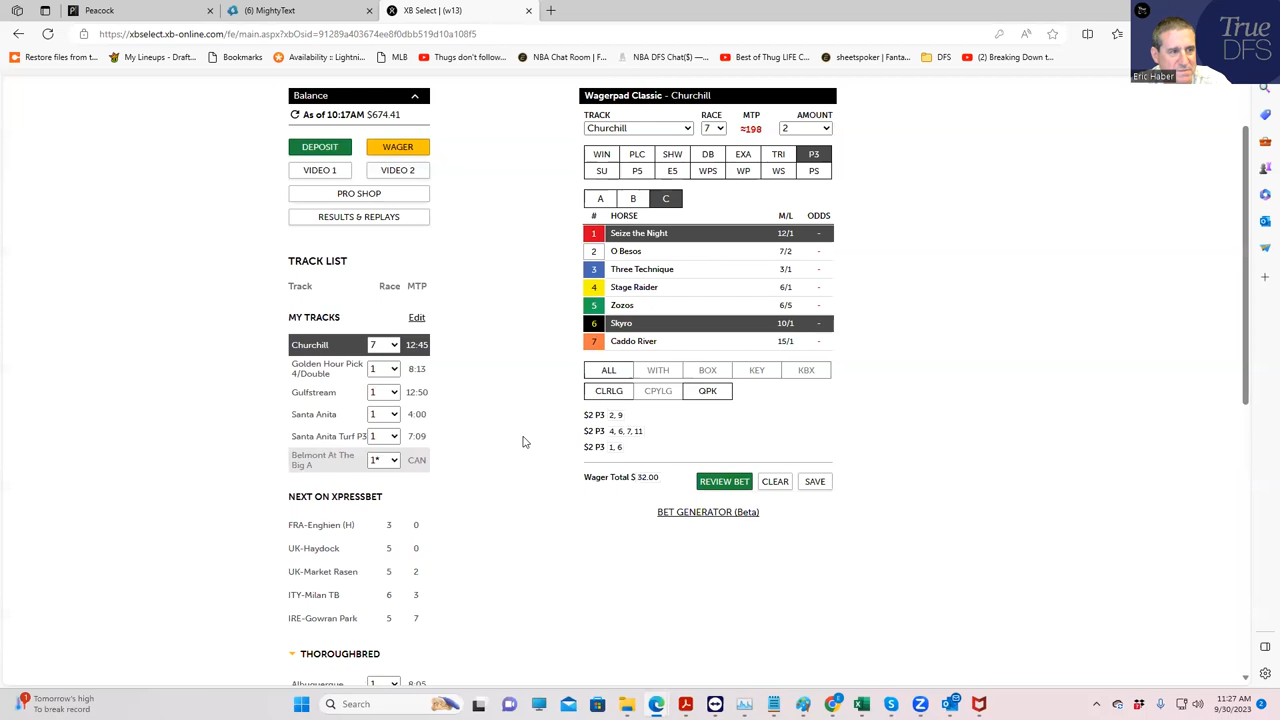 Peacock
(6) MightyText
XB Select | (w13)
https://xbselect.xb-online.com/fe/main.aspx?xbOsid=91289a403674ee8f0dbb519d10a108f5
Restore files from t...
My Lineups - Draft...
Bookmarks
Availability :: Lightni...
MLB
Thugs don't follow...
NBA Chat Room | F...
NBA DFS Chat($) —...
Best of Thug LIFE C...
sheetspoker | Fanta...
DFS
(2) Breaking Down t...
True
DFS
Eric Haber
Balance
As of 10:17AM $674.41
DEPOSIT WAGER
VIDEO 1 VIDEO 2
PRO SHOP
RESULTS & REPLAYS
TRACK LIST
Track Race MTP
MY TRACKS Edit
Churchill 7 12:45
Golden Hour Pick
4/Double 1 8:13
Gulfstream 1 12:50
Santa Anita 1 4:00
Santa Anita Turf P3 1 7:09
Belmont At The
Big A 1* CAN
NEXT ON XPRESSBET
FRA-Enghien (H) 3 0
UK-Haydock 5 0
UK-Market Rasen 5 2
ITY-Milan TB 6 3
IRE-Gowran Park 5 7
THOROUGHBRED
Albuquerque 1 8:05
Wagerpad Classic - Churchill
TRACK RACE MTP AMOUNT
Churchill 7 ≈198 2
WIN PLC SHW DB EXA TRI P3
SU P5 E5 WPS WP WS PS
A B C
# HORSE M/L ODDS
1 Seize the Night 12/1 -
2 O Besos 7/2 -
3 Three Technique 3/1 -
4 Stage Raider 6/1 -
5 Zozos 6/5 -
6 Skyro 10/1 -
7 Caddo River 15/1 -
ALL WITH BOX KEY KBX
CLRLG CPYLG QPK
$2 P3 2, 9
$2 P3 4, 6, 7, 11
$2 P3 1, 6
Wager Total $ 32.00 REVIEW BET CLEAR SAVE
BET GENERATOR (Beta)
1 Tomorrow's high
To break record
Search
11:27 AM
9/30/2023
2